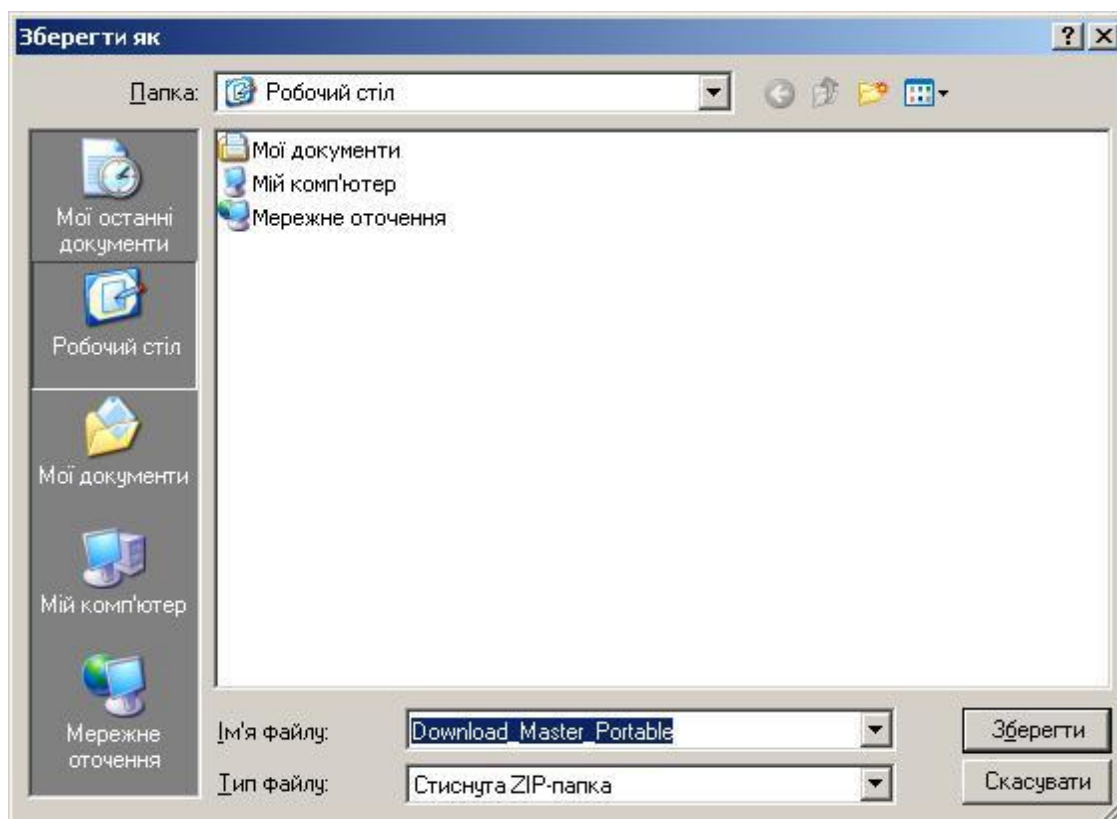 Зберегти як
Папка:
Робочий стіл
Мої останні
документи
Робочий стіл
Мої документи
Мій комп'ютер
Мережне
оточення
Мої документи
Мій комп'ютер
Мережне оточення
Ім'я файлу:
Download_Master_Portable
Зберегти
Тип файлу:
Стиснута ZIP-папка
Скасувати